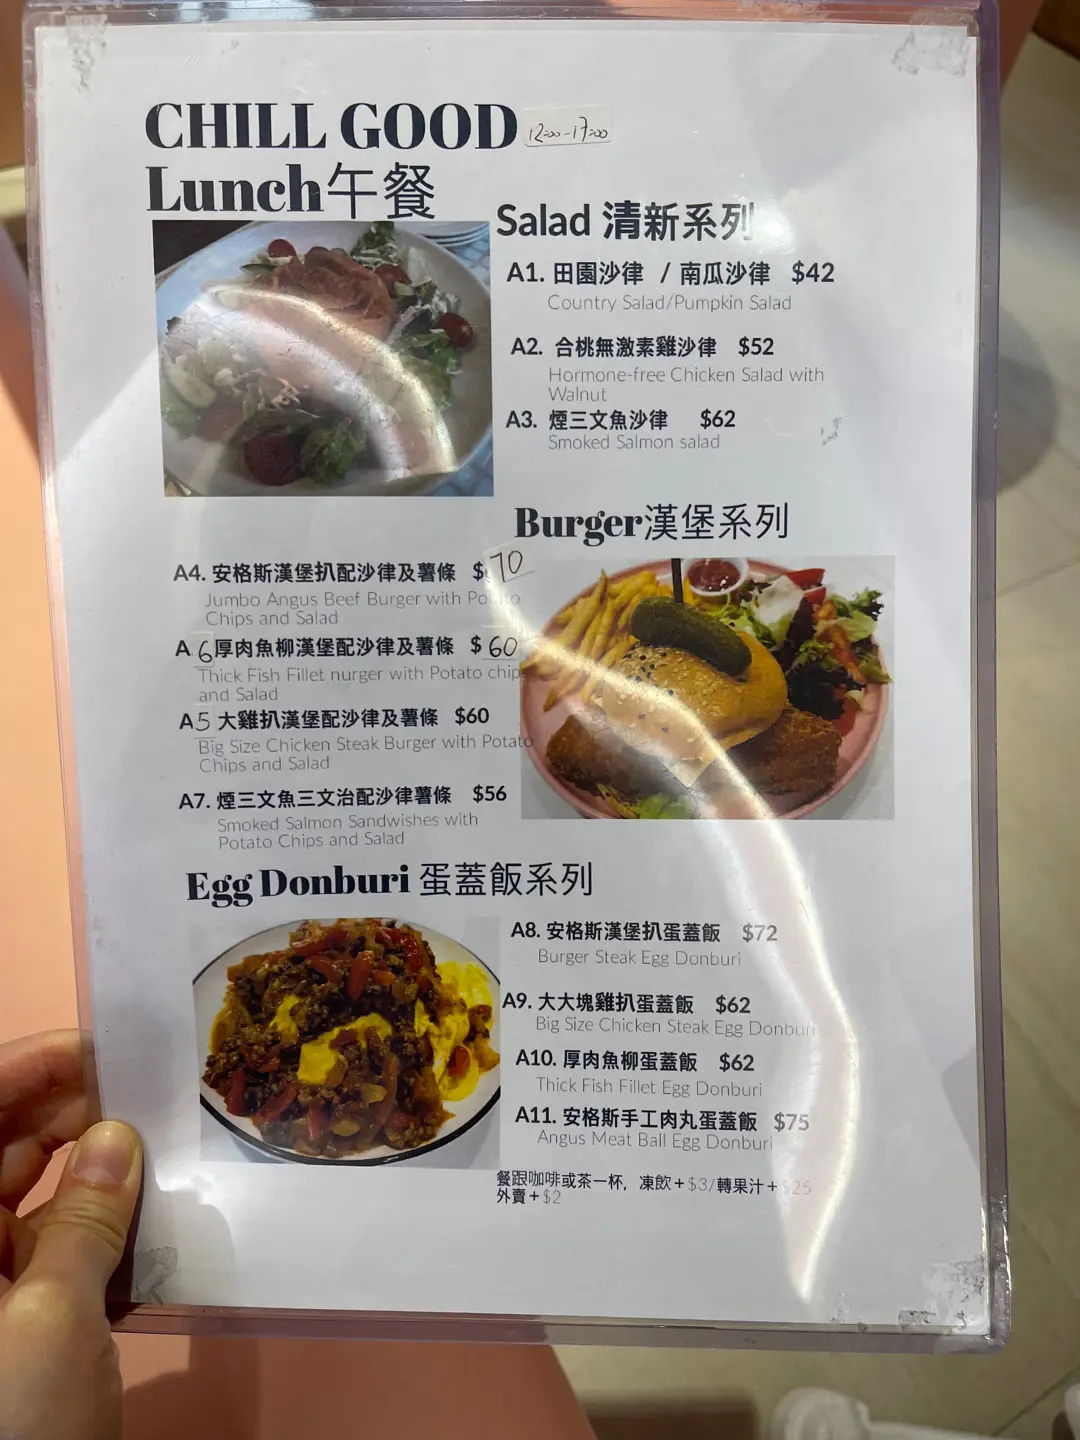 CHILL GOOD 12:00-17:00
Lunch午餐
Salad 清新系列
A1. 田園沙律 / 南瓜沙律 $42
Country Salad/Pumpkin Salad
A2. 合桃無激素雞沙律 $52
Hormone-free Chicken Salad with
Walnut
A3. 煙三文魚沙律 $62
Smoked Salmon salad
Burger漢堡系列
A4. 安格斯漢堡扒配沙律及薯條 $70
Jumbo Angus Beef Burger with Potato
Chips and Salad
A6厚肉魚柳漢堡配沙律及薯條 $60
Thick Fish Fillet nurger with Potato chips
and Salad
A5 大雞扒漢堡配沙律及薯條 $60
Big Size Chicken Steak Burger with Potato
Chips and Salad
A7. 煙三文魚三文治配沙律薯條 $56
Smoked Salmon Sandwishes with
Potato Chips and Salad
Egg Donburi 蛋蓋飯系列
A8. 安格斯漢堡扒蛋蓋飯 $72
Burger Steak Egg Donburi
A9. 大大塊雞扒蛋蓋飯 $62
Big Size Chicken Steak Egg Donburi
A10. 厚肉魚柳蛋蓋飯 $62
Thick Fish Fillet Egg Donburi
A11. 安格斯手工肉丸蛋蓋飯 $75
Angus Meat Ball Egg Donburi
餐跟咖啡或茶一杯, 凍飲+$3/轉果汁+$25
外賣+$2